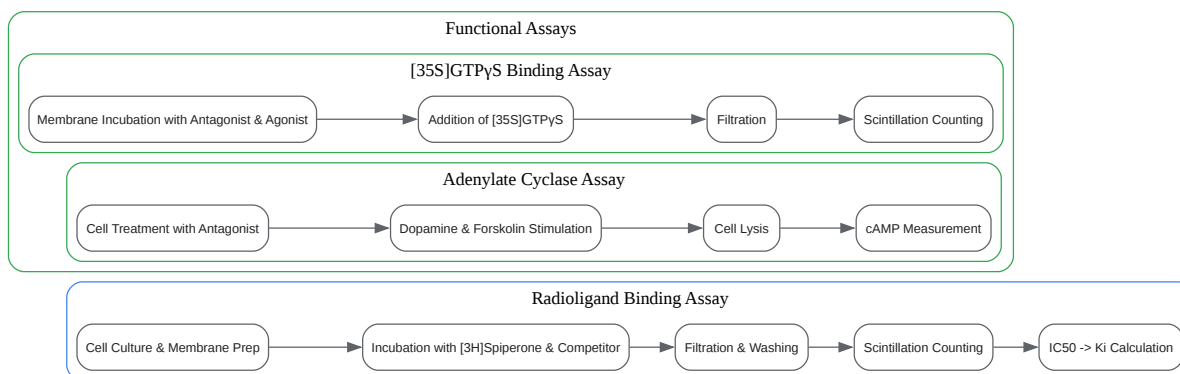 Functional Assays
[35S]GTPγS Binding Assay
Membrane Incubation with Antagonist & Agonist
Addition of [35S]GTPγS
Filtration
Scintillation Counting
Adenylate Cyclase Assay
Cell Treatment with Antagonist
Dopamine & Forskolin Stimulation
Cell Lysis
cAMP Measurement
Radioligand Binding Assay
Cell Culture & Membrane Prep
Incubation with [3H]Spiperone & Competitor
Filtration & Washing
Scintillation Counting
IC50 -> Ki Calculation